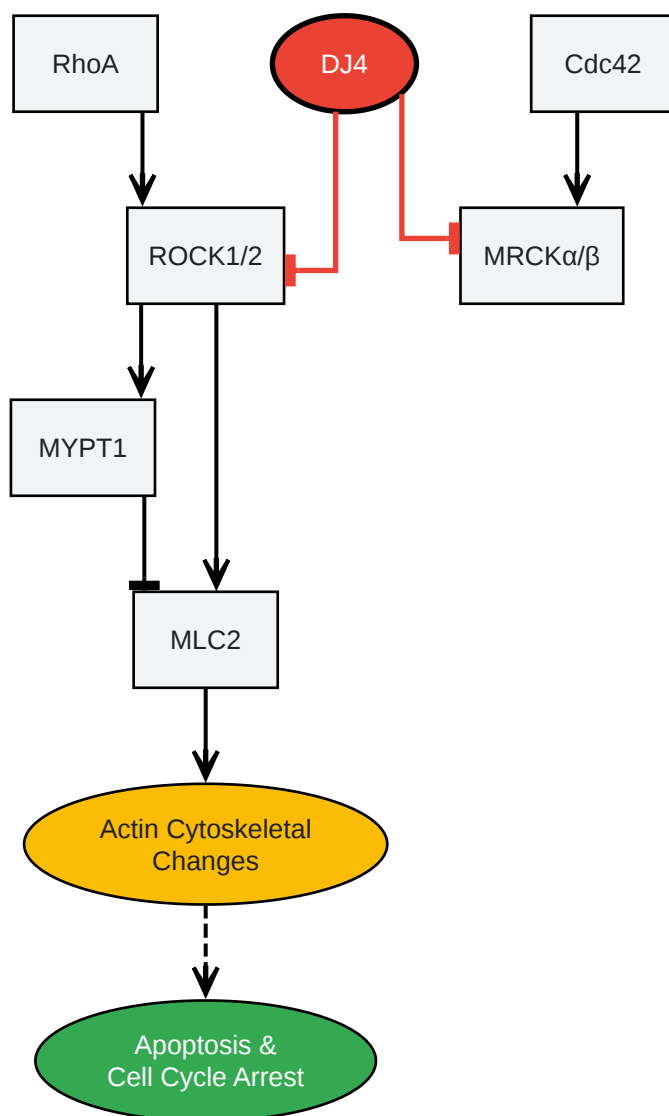 RhoA
DJ4
Cdc42
ROCK1/2
MRCKα/β
MYPT1
MLC2
Actin Cytoskeletal
Changes
Apoptosis &
Cell Cycle Arrest